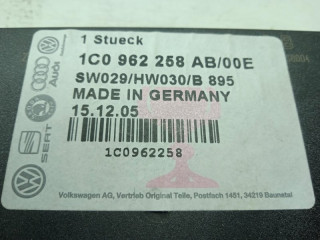 1 Stueck
1C0 962 258 AB/00E
SW029/HW030/B 895
MADE IN GERMANY
15.12.05
1C0962258
Audi
SEAT
Volkswagen AG, Vertrieb Original Teile, Postfach 1451, 34219 Baunatal